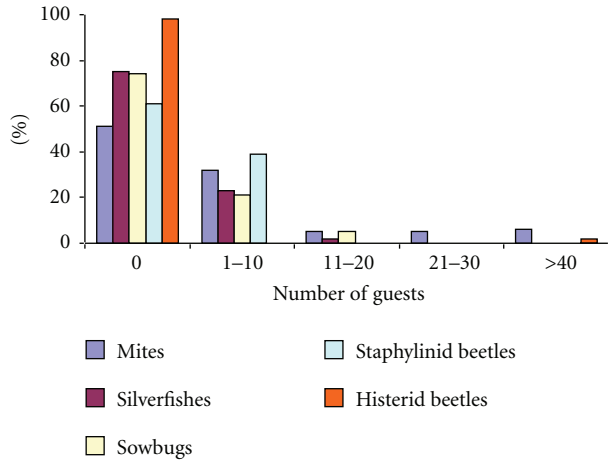 100
80
60
40
20
0
(%)
0 1–10 11–20 21–30 >40
Number of guests
Mites
Silverfishes
Sowbugs
Staphylinid beetles
Histerid beetles